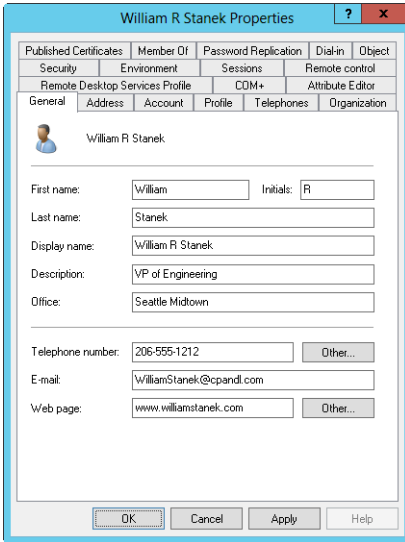 William R Stanek Properties ? x
Published Certificates Member Of Password Replication Dial-in Object
Security Environment Sessions Remote control
Remote Desktop Services Profile COM+ Attribute Editor
General Address Account Profile Telephones Organization
William R Stanek
First name: William Initials: R
Last name: Stanek
Display name: William R Stanek
Description: VP of Engineering
Office: Seattle Midtown
Telephone number: 206-555-1212 Other...
E-mail: WilliamStanek@cpandl.com
Web page: www.williamstanek.com Other...
OK Cancel Apply Help